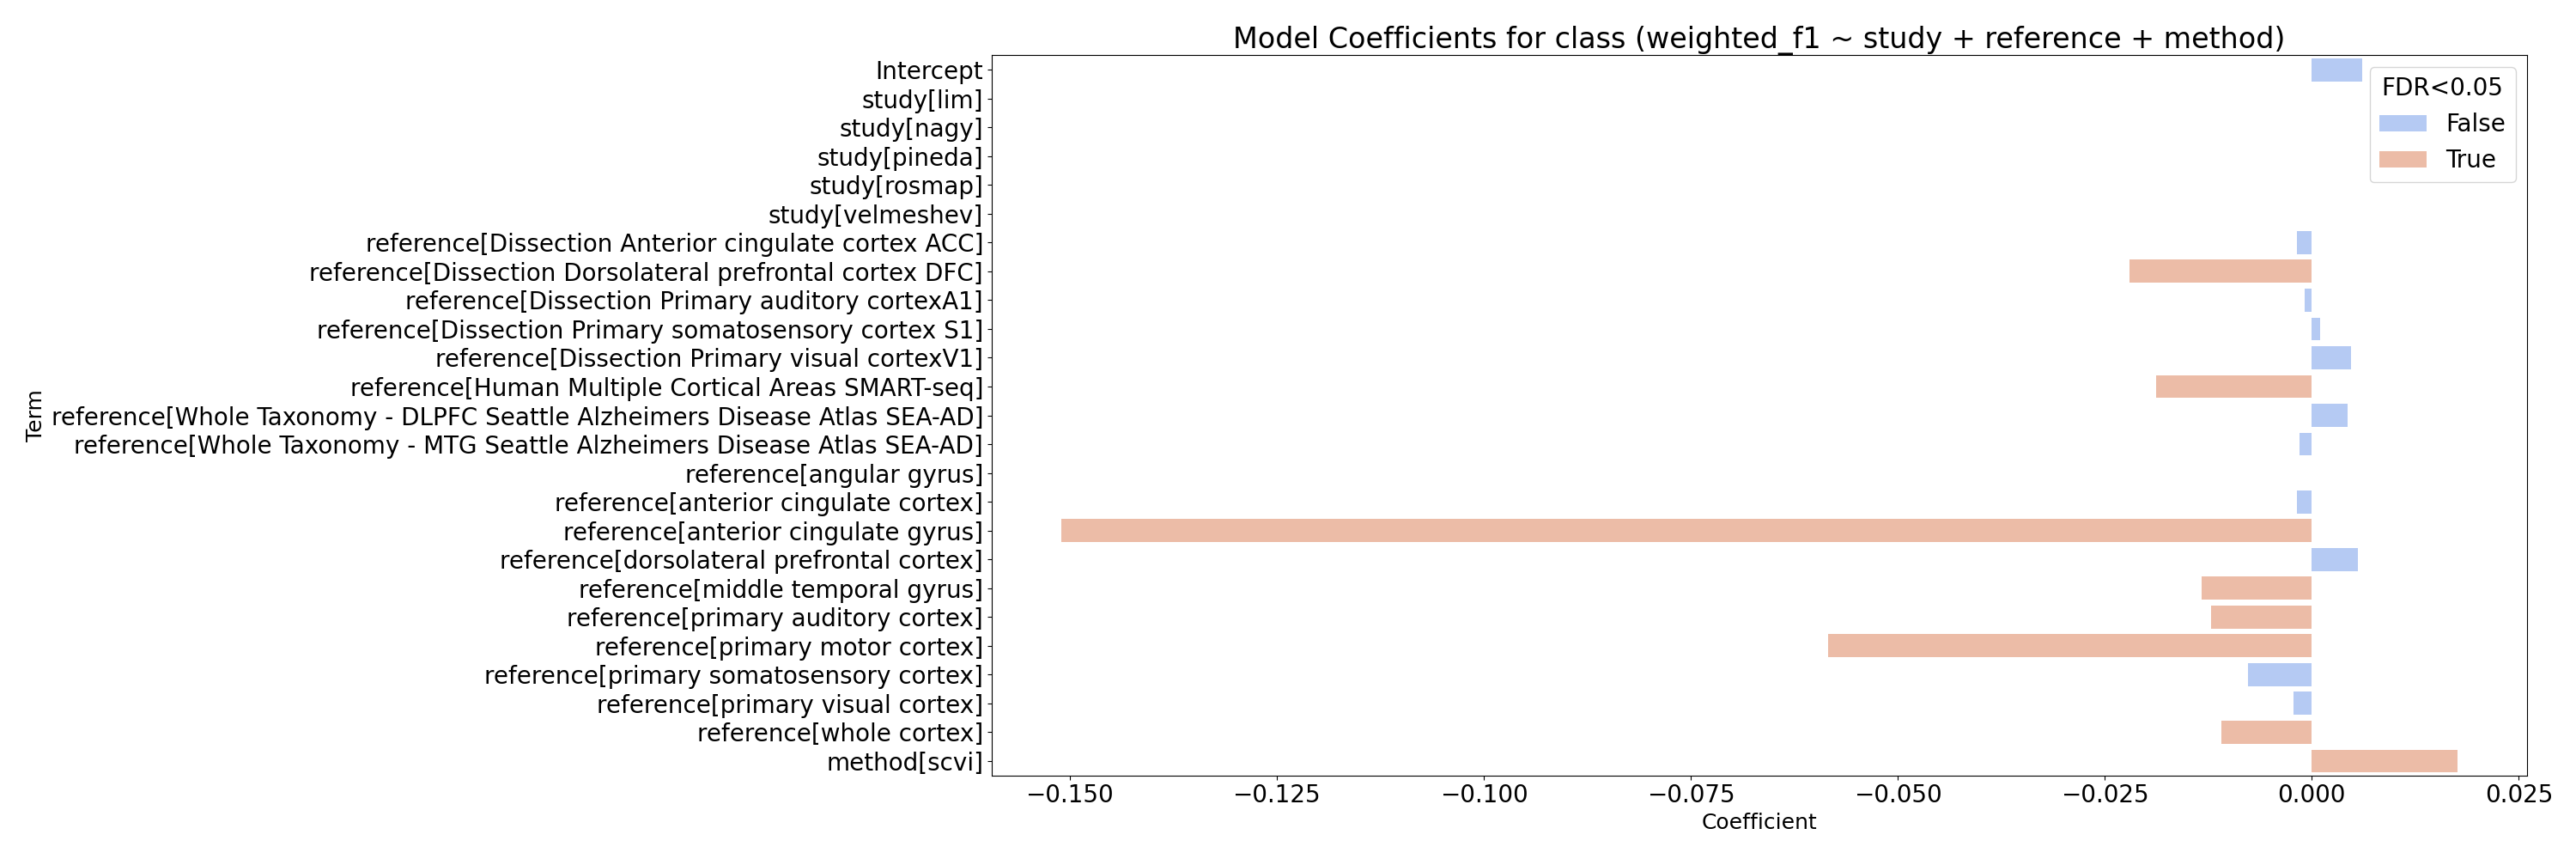 Model Coefficients for class (weighted_f1 ~ study + reference + method)
Intercept
study[lim]
study[nagy]
study[pineda]
study[rosmap]
study[velmeshev]
reference[Dissection Anterior cingulate cortex ACC]
reference[Dissection Dorsolateral prefrontal cortex DFC]
reference[Dissection Primary auditory cortexA1]
reference[Dissection Primary somatosensory cortex S1]
reference[Dissection Primary visual cortexV1]
reference[Human Multiple Cortical Areas SMART-seq]
reference[Whole Taxonomy - DLPFC Seattle Alzheimers Disease Atlas SEA-AD]
reference[Whole Taxonomy - MTG Seattle Alzheimers Disease Atlas SEA-AD]
reference[angular gyrus]
reference[anterior cingulate cortex]
reference[anterior cingulate gyrus]
reference[dorsolateral prefrontal cortex]
reference[middle temporal gyrus]
reference[primary auditory cortex]
reference[primary motor cortex]
reference[primary somatosensory cortex]
reference[primary visual cortex]
reference[whole cortex]
method[scvi]
Term
FDR<0.05
False
True
−0.150 −0.125 −0.100 −0.075 −0.050 −0.025 0.000 0.025
Coefficient